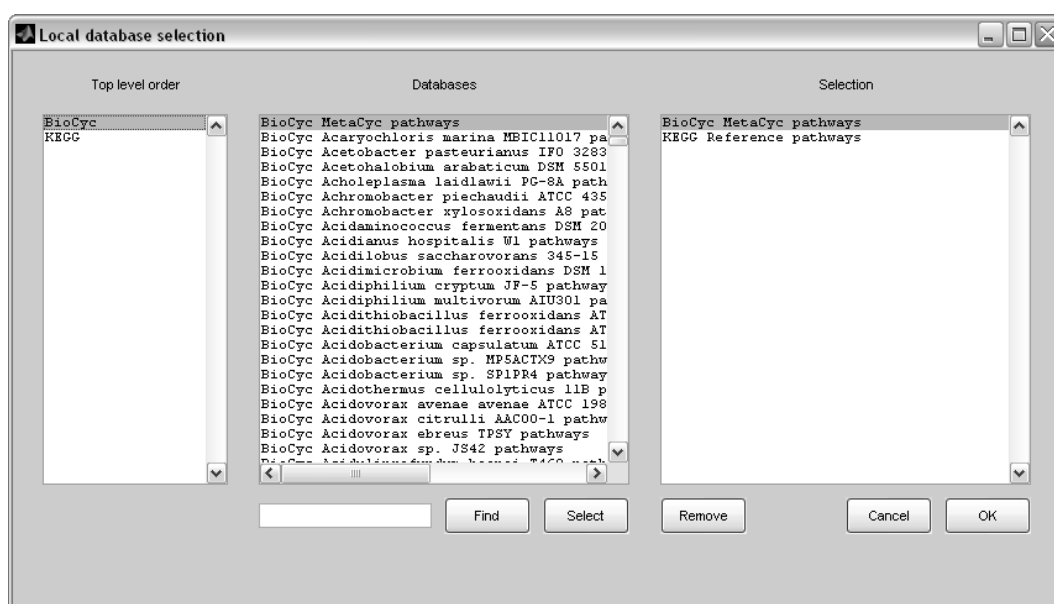 Local database selection
Top level order
Databases
Selection
BioCyc
KEGG
BioCyc MetaCyc pathways
BioCyc Acaryochloris marina MBIC11017 pa
BioCyc Acetobacter pasteurianus IFO 3283
BioCyc Acetohalobium arabaticum DSM 5501
BioCyc Acholeplasma laidlawii PG-8A path
BioCyc Achromobacter piechaudii ATCC 435
BioCyc Achromobacter xylosoxidans A8 pat
BioCyc Acidaminococcus fermentans DSM 20
BioCyc Acidianus hospitalis W1 pathways
BioCyc Acidilobus saccharovorans 345-15
BioCyc Acidimicrobium ferrooxidans DSM 1
BioCyc Acidiphilium cryptum JF-5 pathway
BioCyc Acidiphilium multivorum AIU301 pa
BioCyc Acidithiobacillus ferrooxidans AT
BioCyc Acidithiobacillus ferrooxidans AT
BioCyc Acidobacterium capsulatum ATCC 51
BioCyc Acidobacterium sp. MP5ACTX9 pathw
BioCyc Acidobacterium sp. SP1PR4 pathway
BioCyc Acidothermus cellulolyticus 11B p
BioCyc Acidovorax avenae avenae ATCC 198
BioCyc Acidovorax citrulli AAC00-1 pathw
BioCyc Acidovorax ebreus TPSY pathways
BioCyc Acidovorax sp. JS42 pathways
BioCyc MetaCyc pathways
KEGG Reference pathways
Find
Select
Remove
Cancel
OK